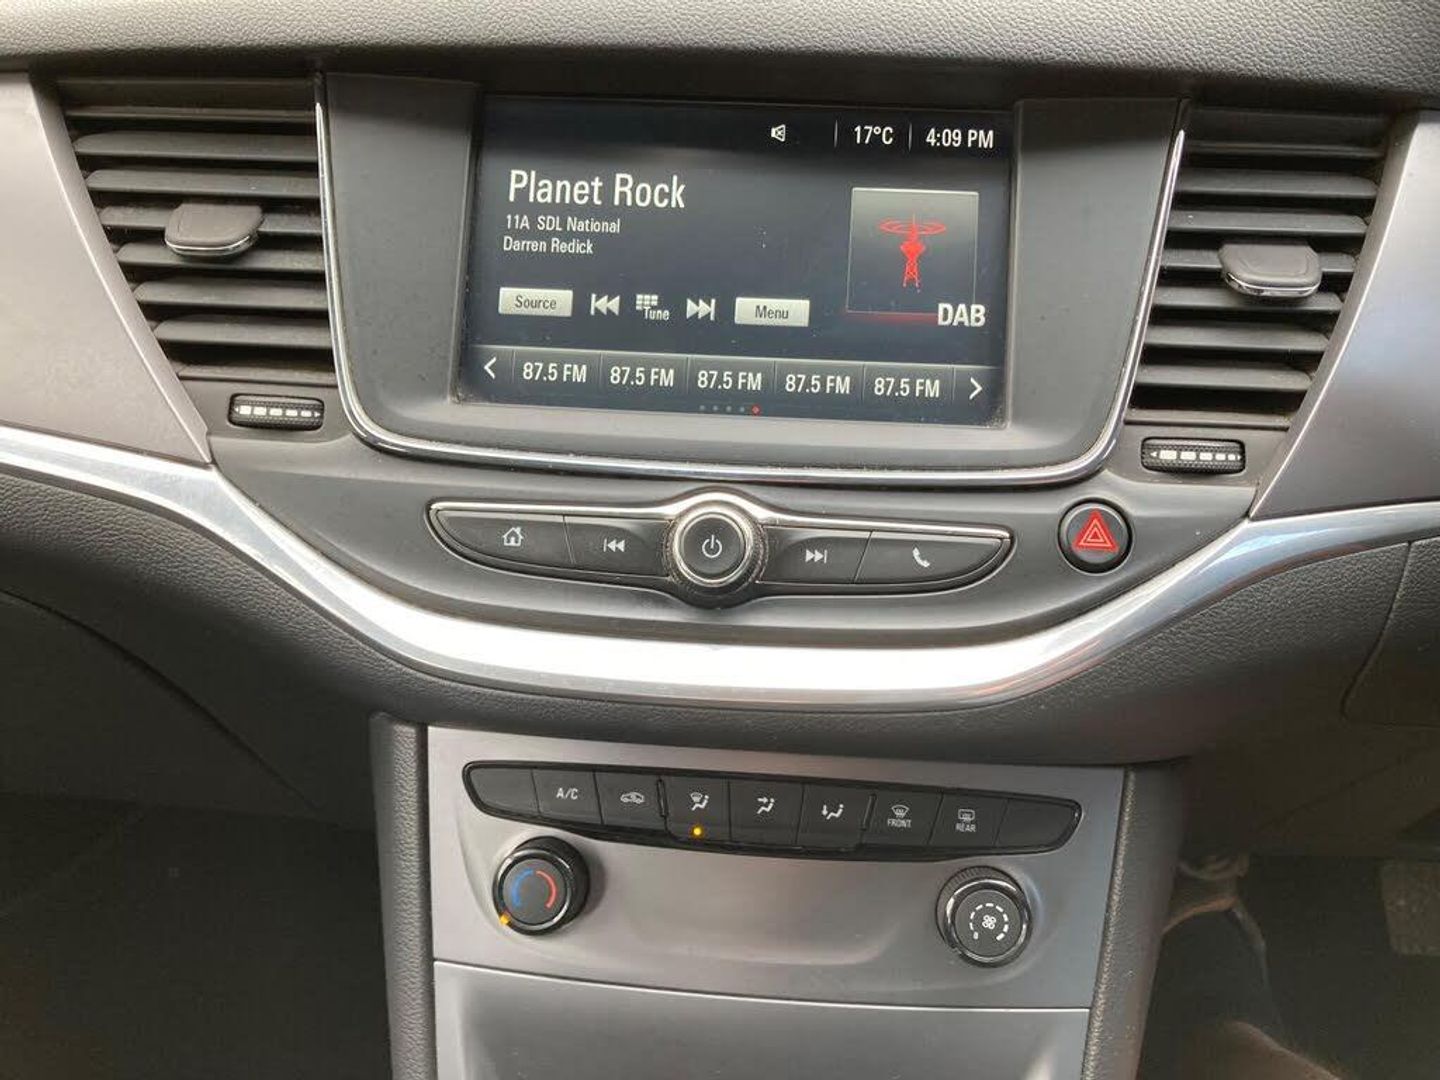 17°C 4:09 PM
Planet Rock
11A SDL National
Darren Redick
Source Tune Menu
DAB
87.5 FM 87.5 FM 87.5 FM 87.5 FM 87.5 FM
A/C FRONT REAR